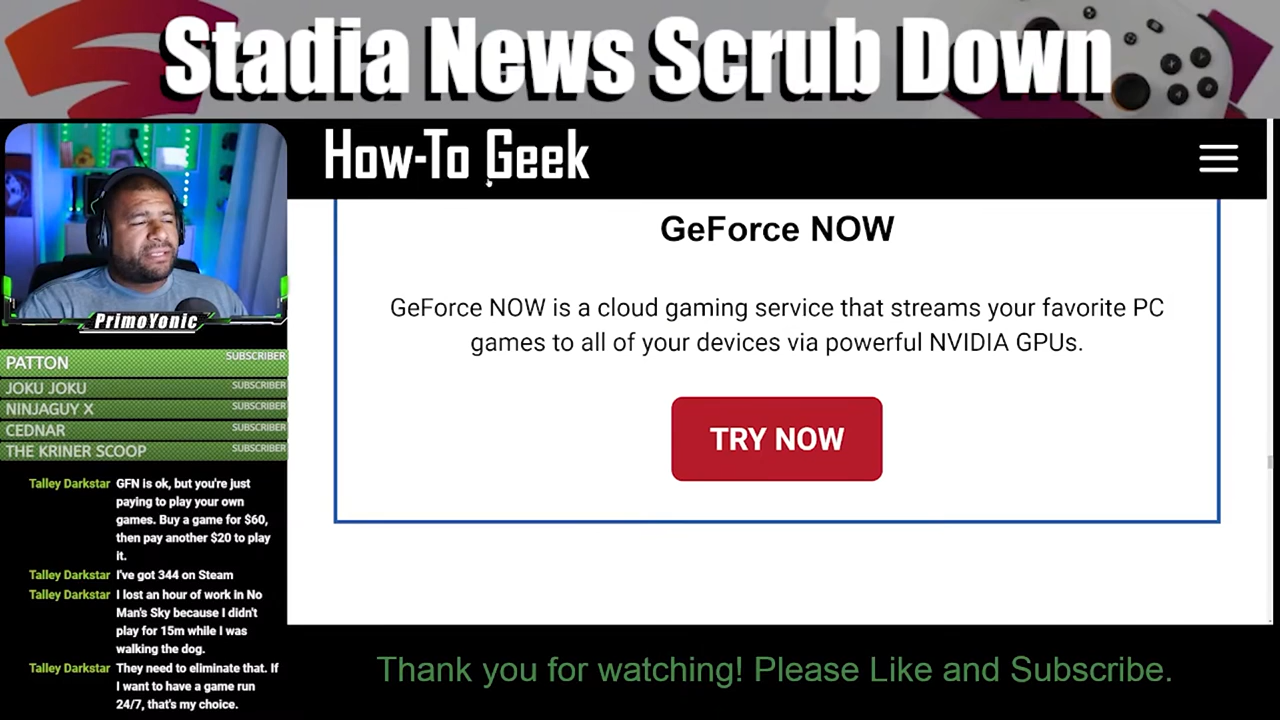 Stadia News Scrub Down
How-To Geek
GeForce NOW
GeForce NOW is a cloud gaming service that streams your favorite PC
games to all of your devices via powerful NVIDIA GPUs.
TRY NOW
PrimoYonic
PATTON SUBSCRIBER
JOKU JOKU SUBSCRIBER
NINJAGUY X SUBSCRIBER
CEDNAR SUBSCRIBER
THE KRINER SCOOP SUBSCRIBER
Talley Darkstar GFN is ok, but you're just
paying to play your own
games. Buy a game for $60,
then pay another $20 to play
it.
Talley Darkstar I've got 344 on Steam
Talley Darkstar I lost an hour of work in No
Man's Sky because I didn't
play for 15m while I was
walking the dog.
Talley Darkstar They need to eliminate that. If
I want to have a game run
24/7, that's my choice.
Thank you for watching! Please Like and Subscribe.